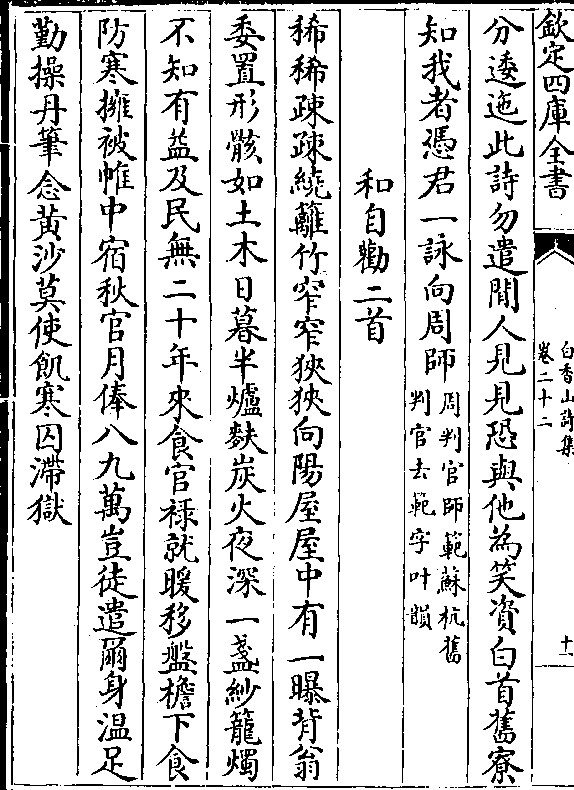 欽定四庫全書
白香山詩集
卷二十二
十一
分逶迤此詩勿遣閒人見見恐與他為笑資白首舊寮
知我者憑君一詠向周師周判官師範蘇杭舊
判官去範字叶韻
和自勸二首
稀稀疎疎繞籬竹窄窄狹狹向陽屋屋中有一曝背翁
委置形骸如土木日暮半爐麩炭火夜深一盞紗籠燭
不知有益及民無二十年來食官禄就暖移盤檐下食
防寒擁被帷中宿秋官月俸八九萬豈徒遣爾身温足
勤操丹筆念黄沙莫使飢寒囚滯獄